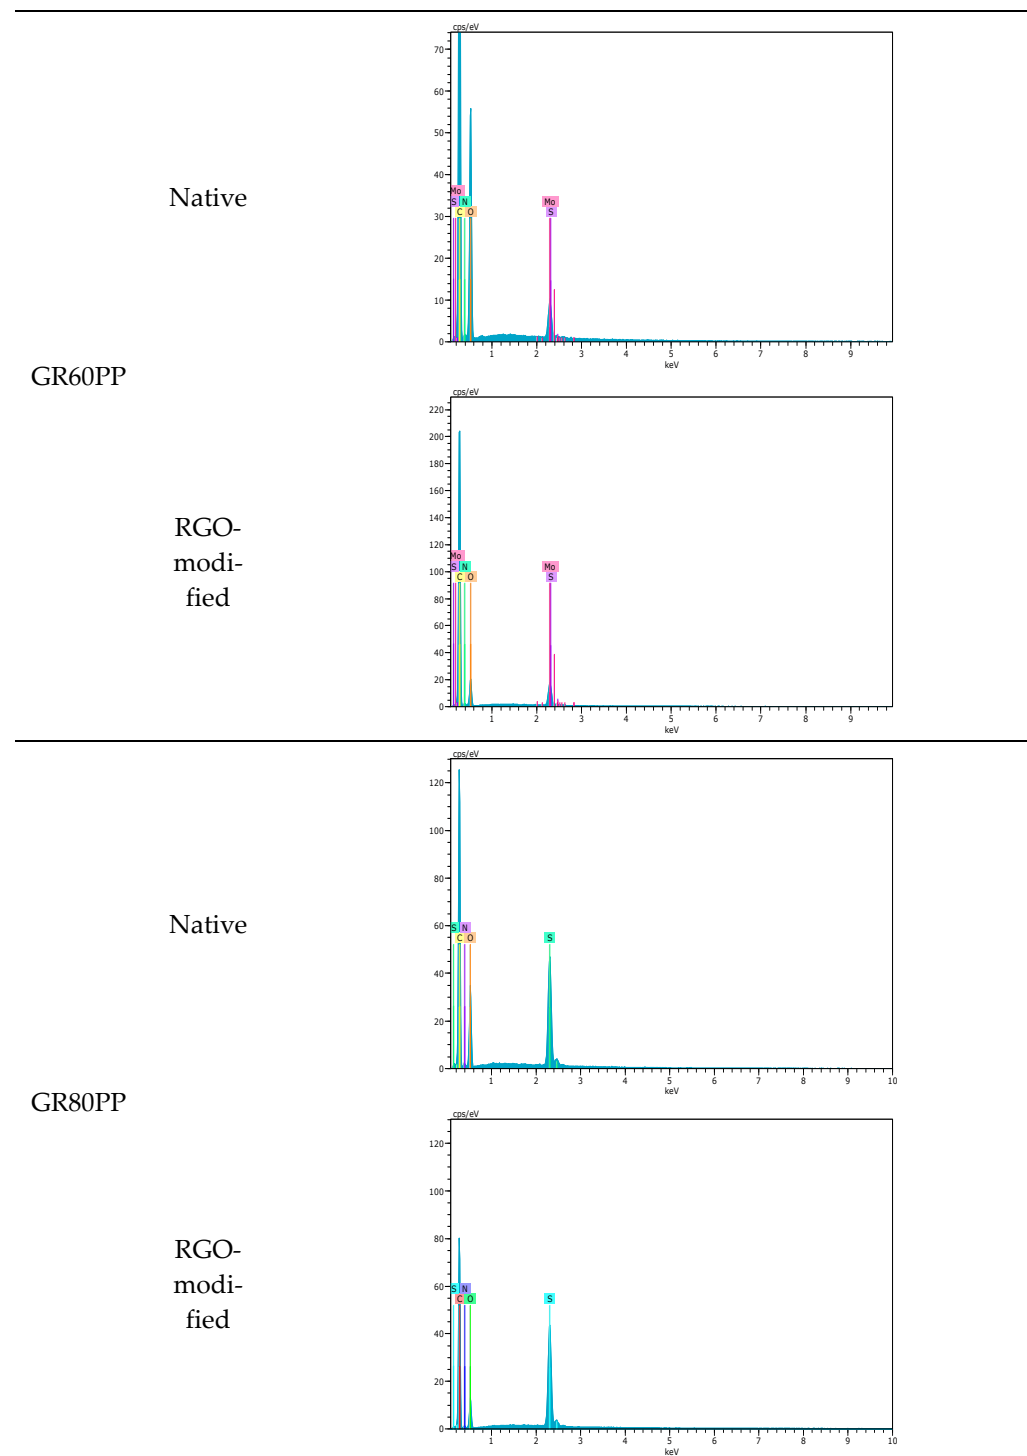 cps/eV
70
60
50
40
30
20
10
0
Mo
S N
C O
Mo
S
1 2 3 4 5 6 7 8 9
keV
Native
GR60PP
cps/eV
220
200
180
160
140
120
100
80
60
40
20
0
Mo
S N
C O
Mo
S
1 2 3 4 5 6 7 8 9
keV
RGO-
modi-
fied
cps/eV
120
100
80
60
40
20
0
S N
C O
S
1 2 3 4 5 6 7 8 9 10
keV
Native
GR80PP
cps/eV
120
100
80
60
40
20
0
S N
C O
S
1 2 3 4 5 6 7 8 9 10
keV
RGO-
modi-
fied